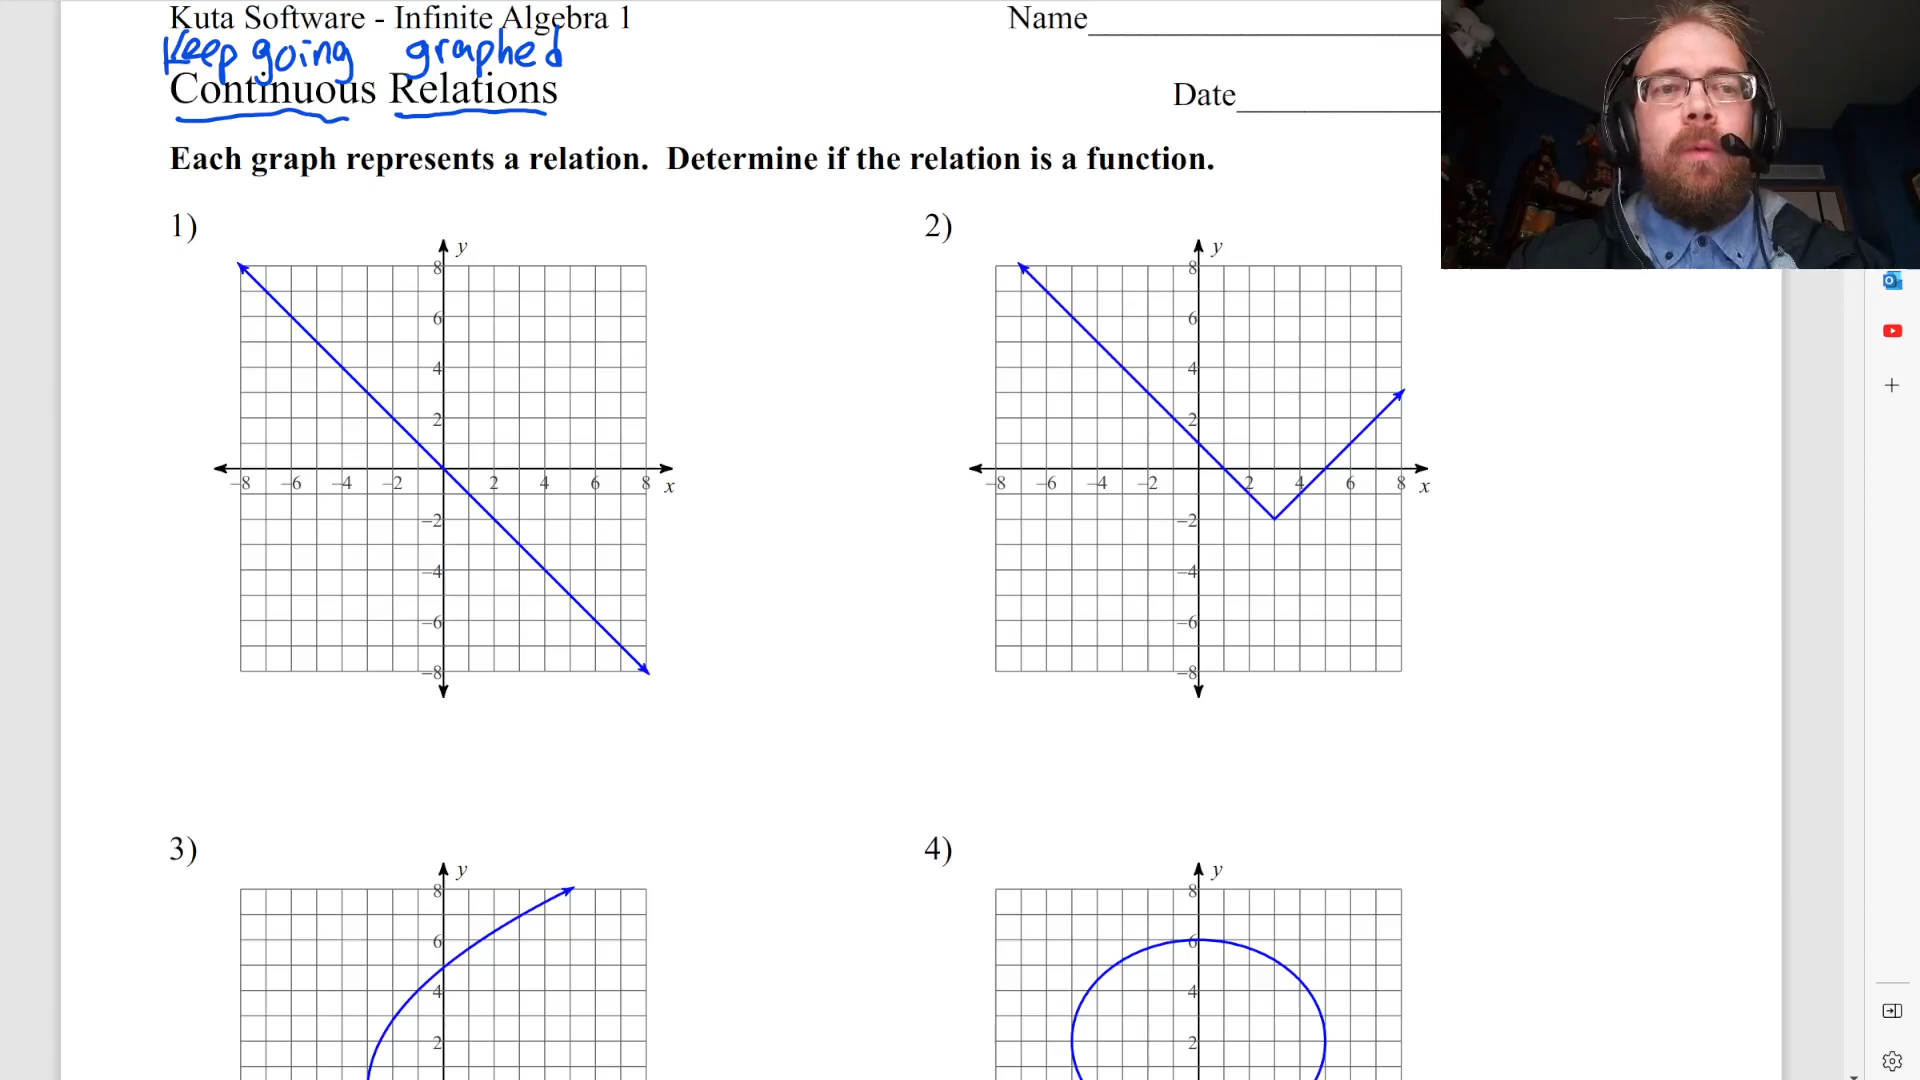 Kuta Software - Infinite Algebra 1
Name
Keep going graphed
Continuous Relations
Date
Each graph represents a relation. Determine if the relation is a function.
1)
y
8
6
4
2
−8 −6 −4 −2 2 4 6 8 x
−2
−4
−6
−8
2)
y
8
6
4
2
−8 −6 −4 −2 2 4 6 8 x
−2
−4
−6
−8
3)
y
8
6
4
2
4)
y
8
6
4
2